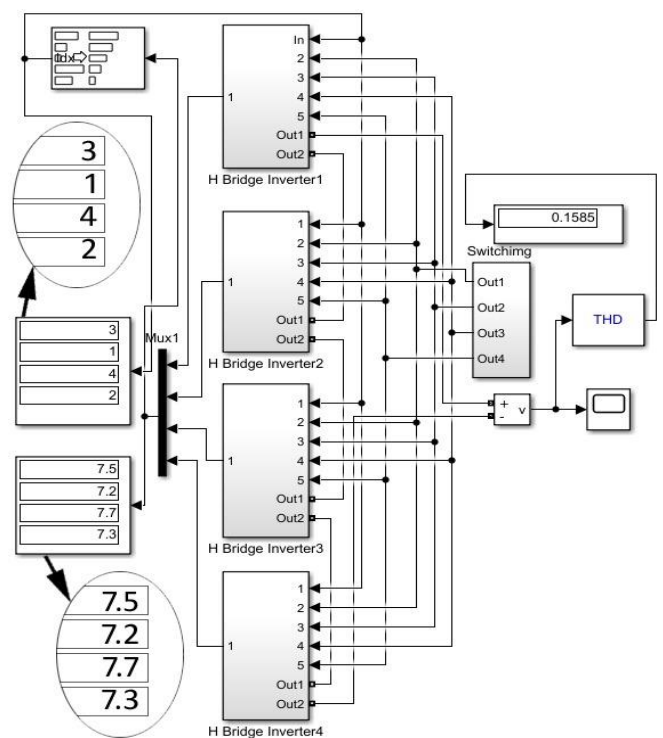 Idx
3
1
4
2
3
1
4
2
7.5
7.2
7.7
7.3
7.5
7.2
7.7
7.3
Mux1
In
2
3
4
5
Out1
Out2
1
H Bridge Inverter1
1
2
3
4
5
Out1
Out2
1
H Bridge Inverter2
1
2
3
4
5
Out1
Out2
1
H Bridge Inverter3
1
2
3
4
5
Out1
Out2
1
H Bridge Inverter4
0.1585
Switchimg
Out1
Out2
Out3
Out4
THD
+
-
v